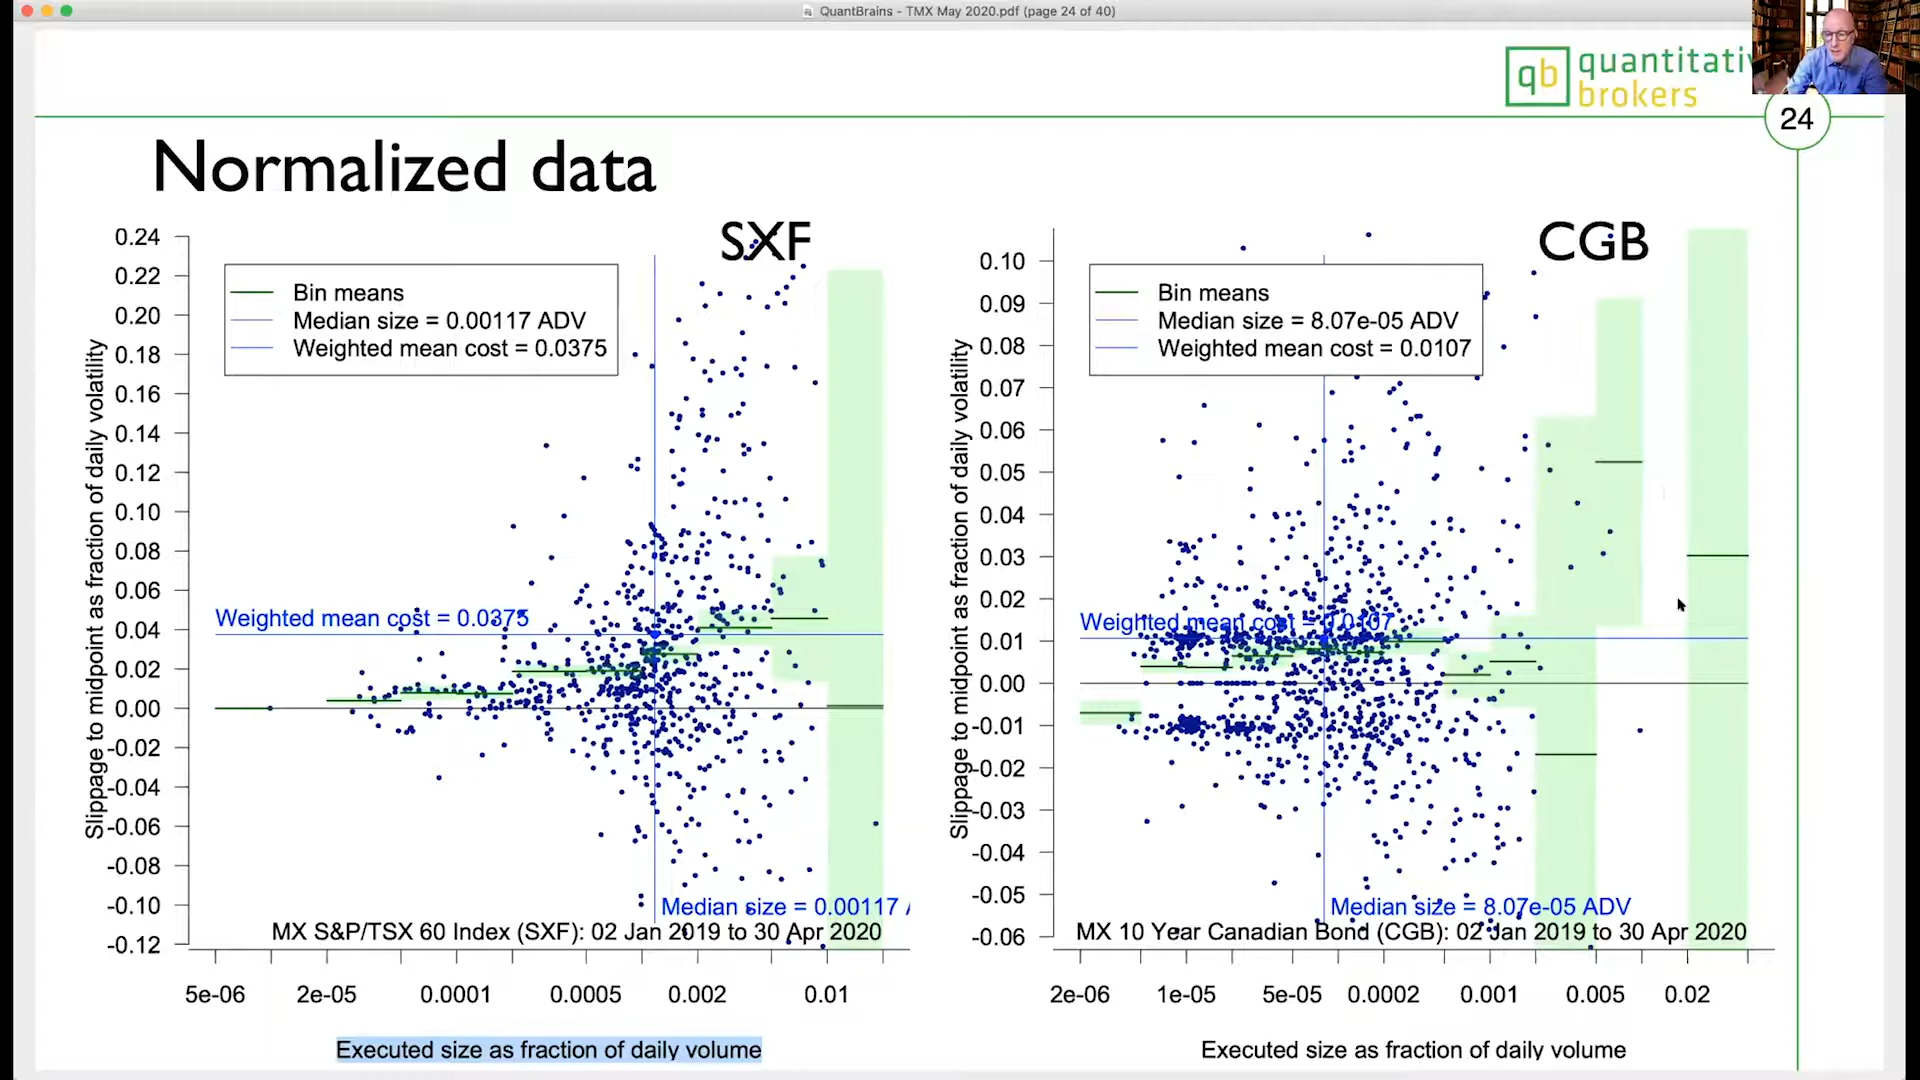 QuantBrains - TMX May 2020.pdf (page 24 of 40)
qb quantitati
brokers
24
Normalized data
SXF
0.24
0.22
0.20
0.18
0.16
0.14
0.12
0.10
0.08
0.06
0.04
0.02
0.00
-0.02
-0.04
-0.06
-0.08
-0.10
-0.12
Slippage to midpoint as fraction of daily volatility
Bin means
Median size = 0.00117 ADV
Weighted mean cost = 0.0375
Weighted mean cost = 0.0375
Median size = 0.00117
MX S&P/TSX 60 Index (SXF): 02 Jan 2019 to 30 Apr 2020
5e-06 2e-05 0.0001 0.0005 0.002 0.01
Executed size as fraction of daily volume
CGB
0.10
0.09
0.08
0.07
0.06
0.05
0.04
0.03
0.02
0.01
0.00
-0.01
-0.02
-0.03
-0.04
-0.05
-0.06
Slippage to midpoint as fraction of daily volatility
Bin means
Median size = 8.07e-05 ADV
Weighted mean cost = 0.0107
Weighted mean cost = 0.0107
Median size = 8.07e-05 ADV
MX 10 Year Canadian Bond (CGB): 02 Jan 2019 to 30 Apr 2020
2e-06 1e-05 5e-05 0.0002 0.001 0.005 0.02
Executed size as fraction of daily volume